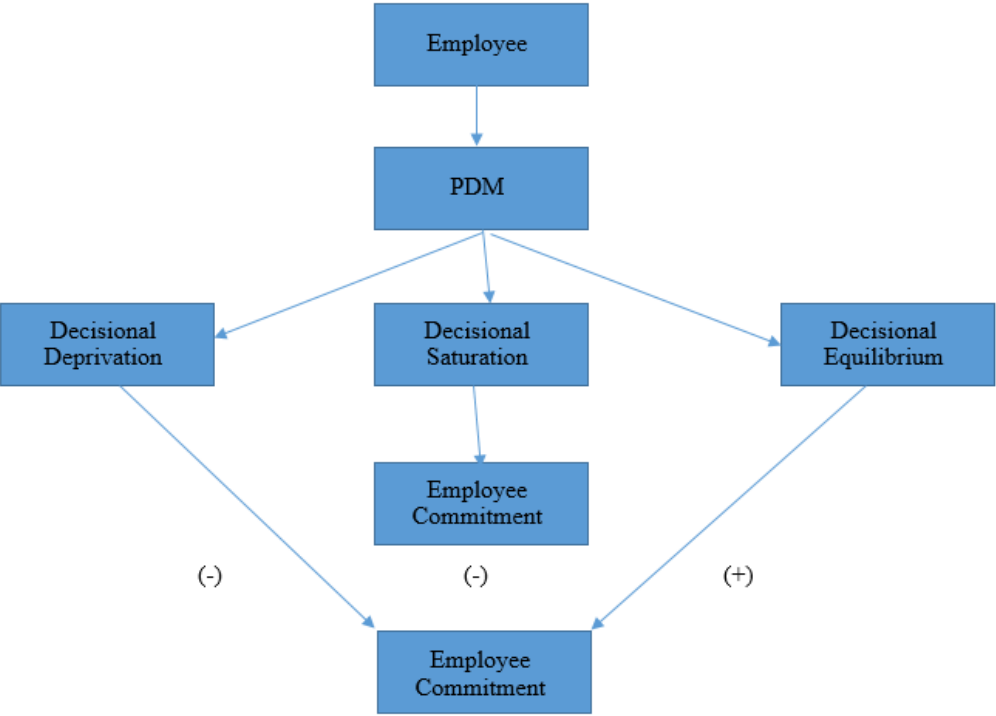 Employee
PDM
Decisional
Deprivation
Decisional
Saturation
Decisional
Equilibrium
Employee
Commitment
(-)
(-)
(+)
Employee
Commitment